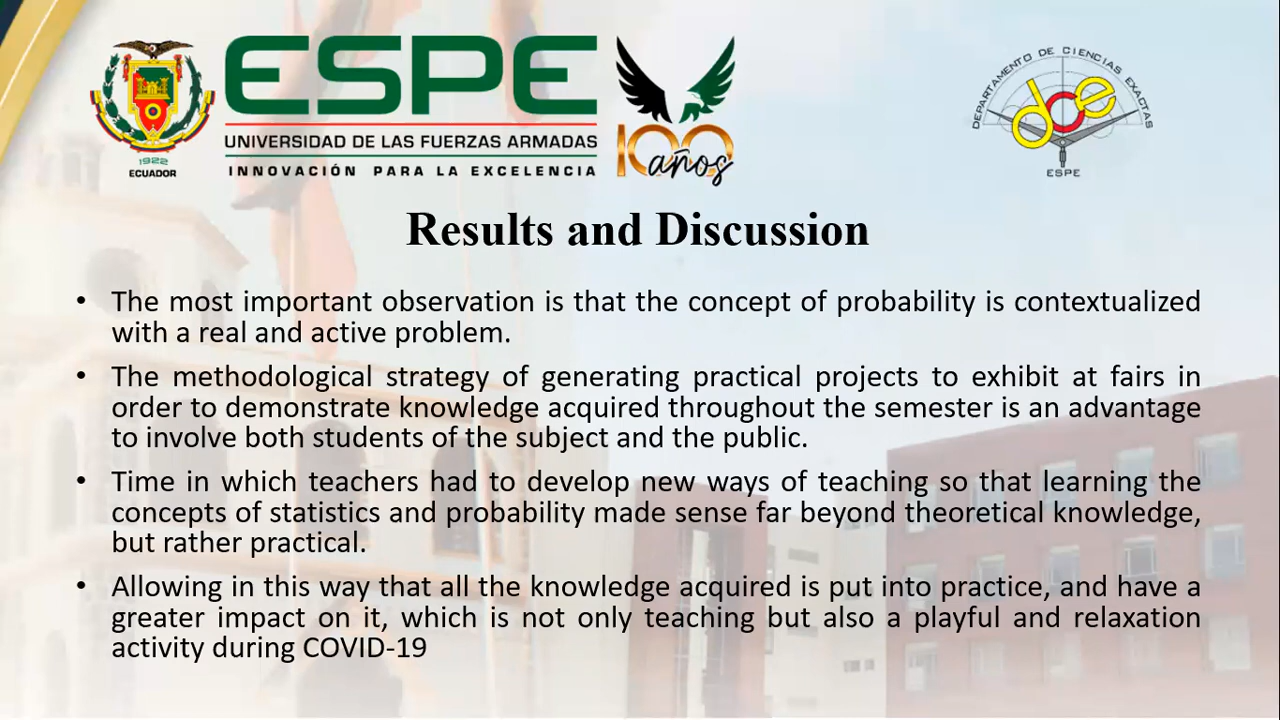 1922
ECUADOR
ESPE
UNIVERSIDAD DE LAS FUERZAS ARMADAS
INNOVACIÓN PARA LA EXCELENCIA
100
años
DEPARTAMENTO DE CIENCIAS EXACTAS
dce
ESPE
Results and Discussion
• The most important observation is that the concept of probability is contextualized
with a real and active problem.
• The methodological strategy of generating practical projects to exhibit at fairs in
order to demonstrate knowledge acquired throughout the semester is an advantage
to involve both students of the subject and the public.
• Time in which teachers had to develop new ways of teaching so that learning the
concepts of statistics and probability made sense far beyond theoretical knowledge,
but rather practical.
• Allowing in this way that all the knowledge acquired is put into practice, and have a
greater impact on it, which is not only teaching but also a playful and relaxation
activity during COVID-19